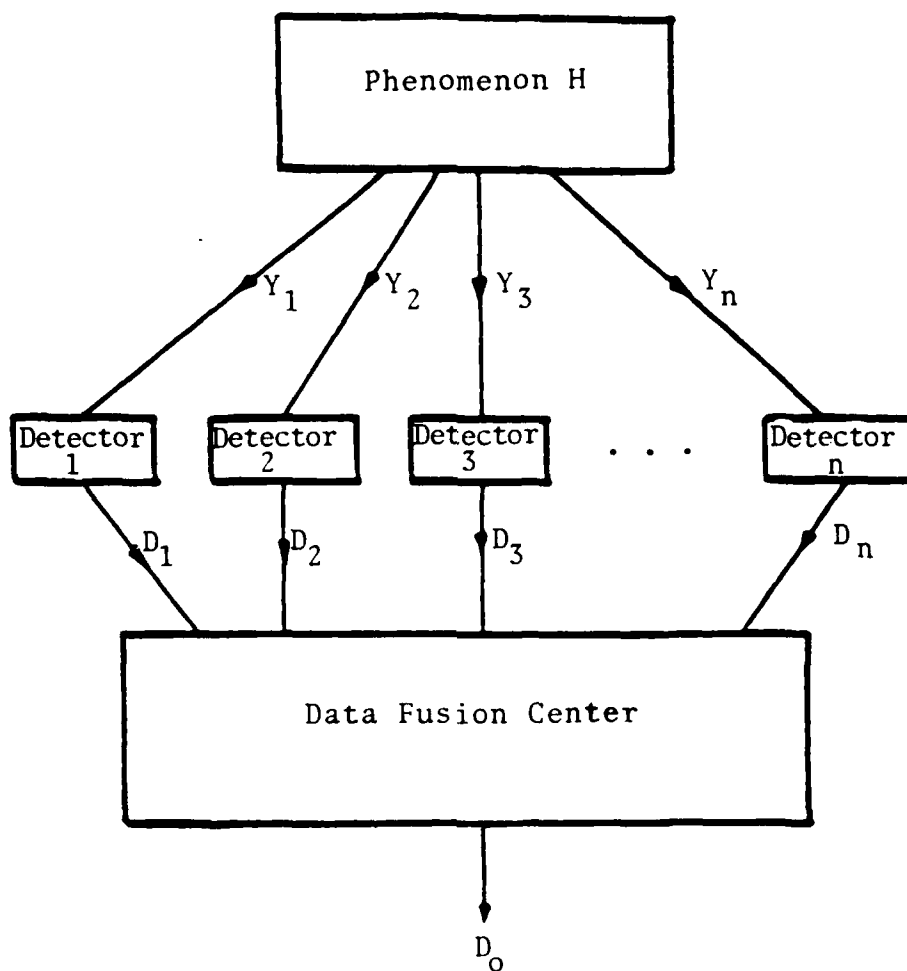 Phenomenon H
Y1 Y2 Y3 Yn
Detector 1 Detector 2 Detector 3 . . . Detector n
D1 D2 D3 Dn
Data Fusion Center
Do